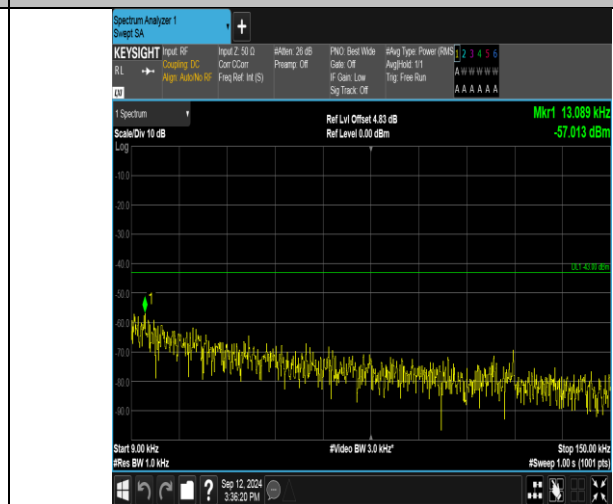 Spectrum Analyzer 1
Swept SA
+
KEYSIGHT Input: RF Input Z: 50 Ω #Atten: 26 dB PNO: Best Wide #Avg Type: Power (RMS 1 2 3 4 5 6
RL Coupling: DC Corr CCorr Preamp: Off Gate: Off Avg|Hold: 1/1 A W W W W W
Align: Auto/No RF Freq Ref: Int (S) IF Gain: Low Trig: Free Run
LXI Sig Track: Off A A A A A A
1 Spectrum Ref Lvl Offset 4.83 dB Mkr1 13.089 kHz
Scale/Div 10 dB Ref Level 0.00 dBm -57.013 dBm
Log
-10.0
-20.0
-30.0
-40.0
DL1 -43.00 dBm
-50.0
1
-60.0
-70.0
-80.0
-90.0
Start 9.00 kHz #Video BW 3.0 kHz* Stop 150.00 kHz
#Res BW 1.0 kHz #Sweep 1.00 s (1001 pts)
? Sep 12, 2024
3:36:20 PM